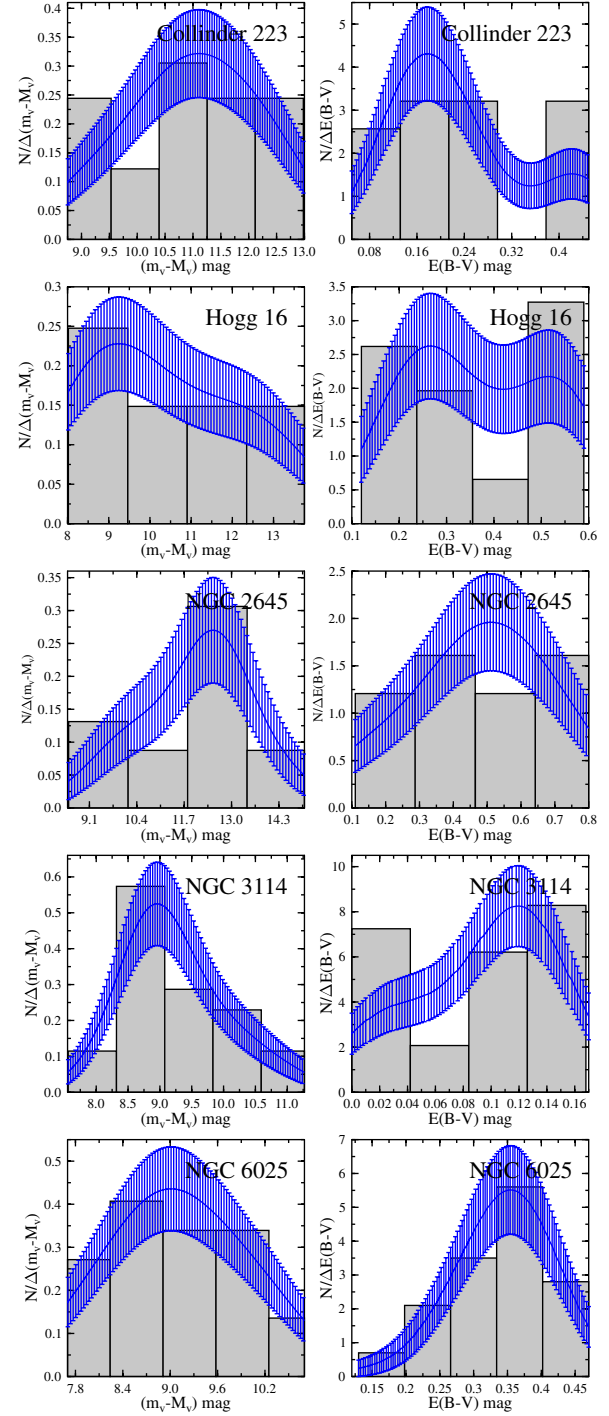 Collinder 223
N/Δ(m_v-M_v)
0.4
0.35
0.3
0.25
0.2
0.15
0.1
0.05
0.0
9.0 9.5 10.0 10.5 11.0 11.5 12.0 12.5 13.0
(m_v-M_v) mag
Collinder 223
N/ΔE(B-V)
5
4
3
2
1
0
0.08 0.16 0.24 0.32 0.4
E(B-V) mag
Hogg 16
N/Δ(m_v-M_v)
0.3
0.25
0.2
0.15
0.1
0.05
0.0
8 9 10 11 12 13
(m_v-M_v) mag
Hogg 16
N/ΔE(B-V)
3.5
3.0
2.5
2.0
1.5
1.0
0.5
0.0
0.1 0.2 0.3 0.4 0.5 0.6
E(B-V) mag
NGC 2645
N/Δ(m_v-M_v)
0.35
0.3
0.25
0.2
0.15
0.1
0.05
0.0
9.1 10.4 11.7 13.0 14.3
(m_v-M_v) mag
NGC 2645
N/ΔE(B-V)
2.5
2.0
1.5
1.0
0.5
0.0
0.1 0.2 0.3 0.4 0.5 0.6 0.7 0.8
E(B-V) mag
NGC 3114
N/Δ(m_v-M_v)
0.6
0.5
0.4
0.3
0.2
0.1
0.0
8.0 8.5 9.0 9.5 10.0 10.5 11.0
(m_v-M_v) mag
NGC 3114
N/ΔE(B-V)
10
8
6
4
2
0
0.0 0.02 0.04 0.06 0.08 0.1 0.12 0.14 0.16
E(B-V) mag
NGC 6025
N/Δ(m_v-M_v)
0.5
0.4
0.3
0.2
0.1
0.0
7.8 8.4 9.0 9.6 10.2
(m_v-M_v) mag
NGC 6025
N/ΔE(B-V)
7
6
5
4
3
2
1
0
0.15 0.2 0.25 0.3 0.35 0.4 0.45
E(B-V) mag